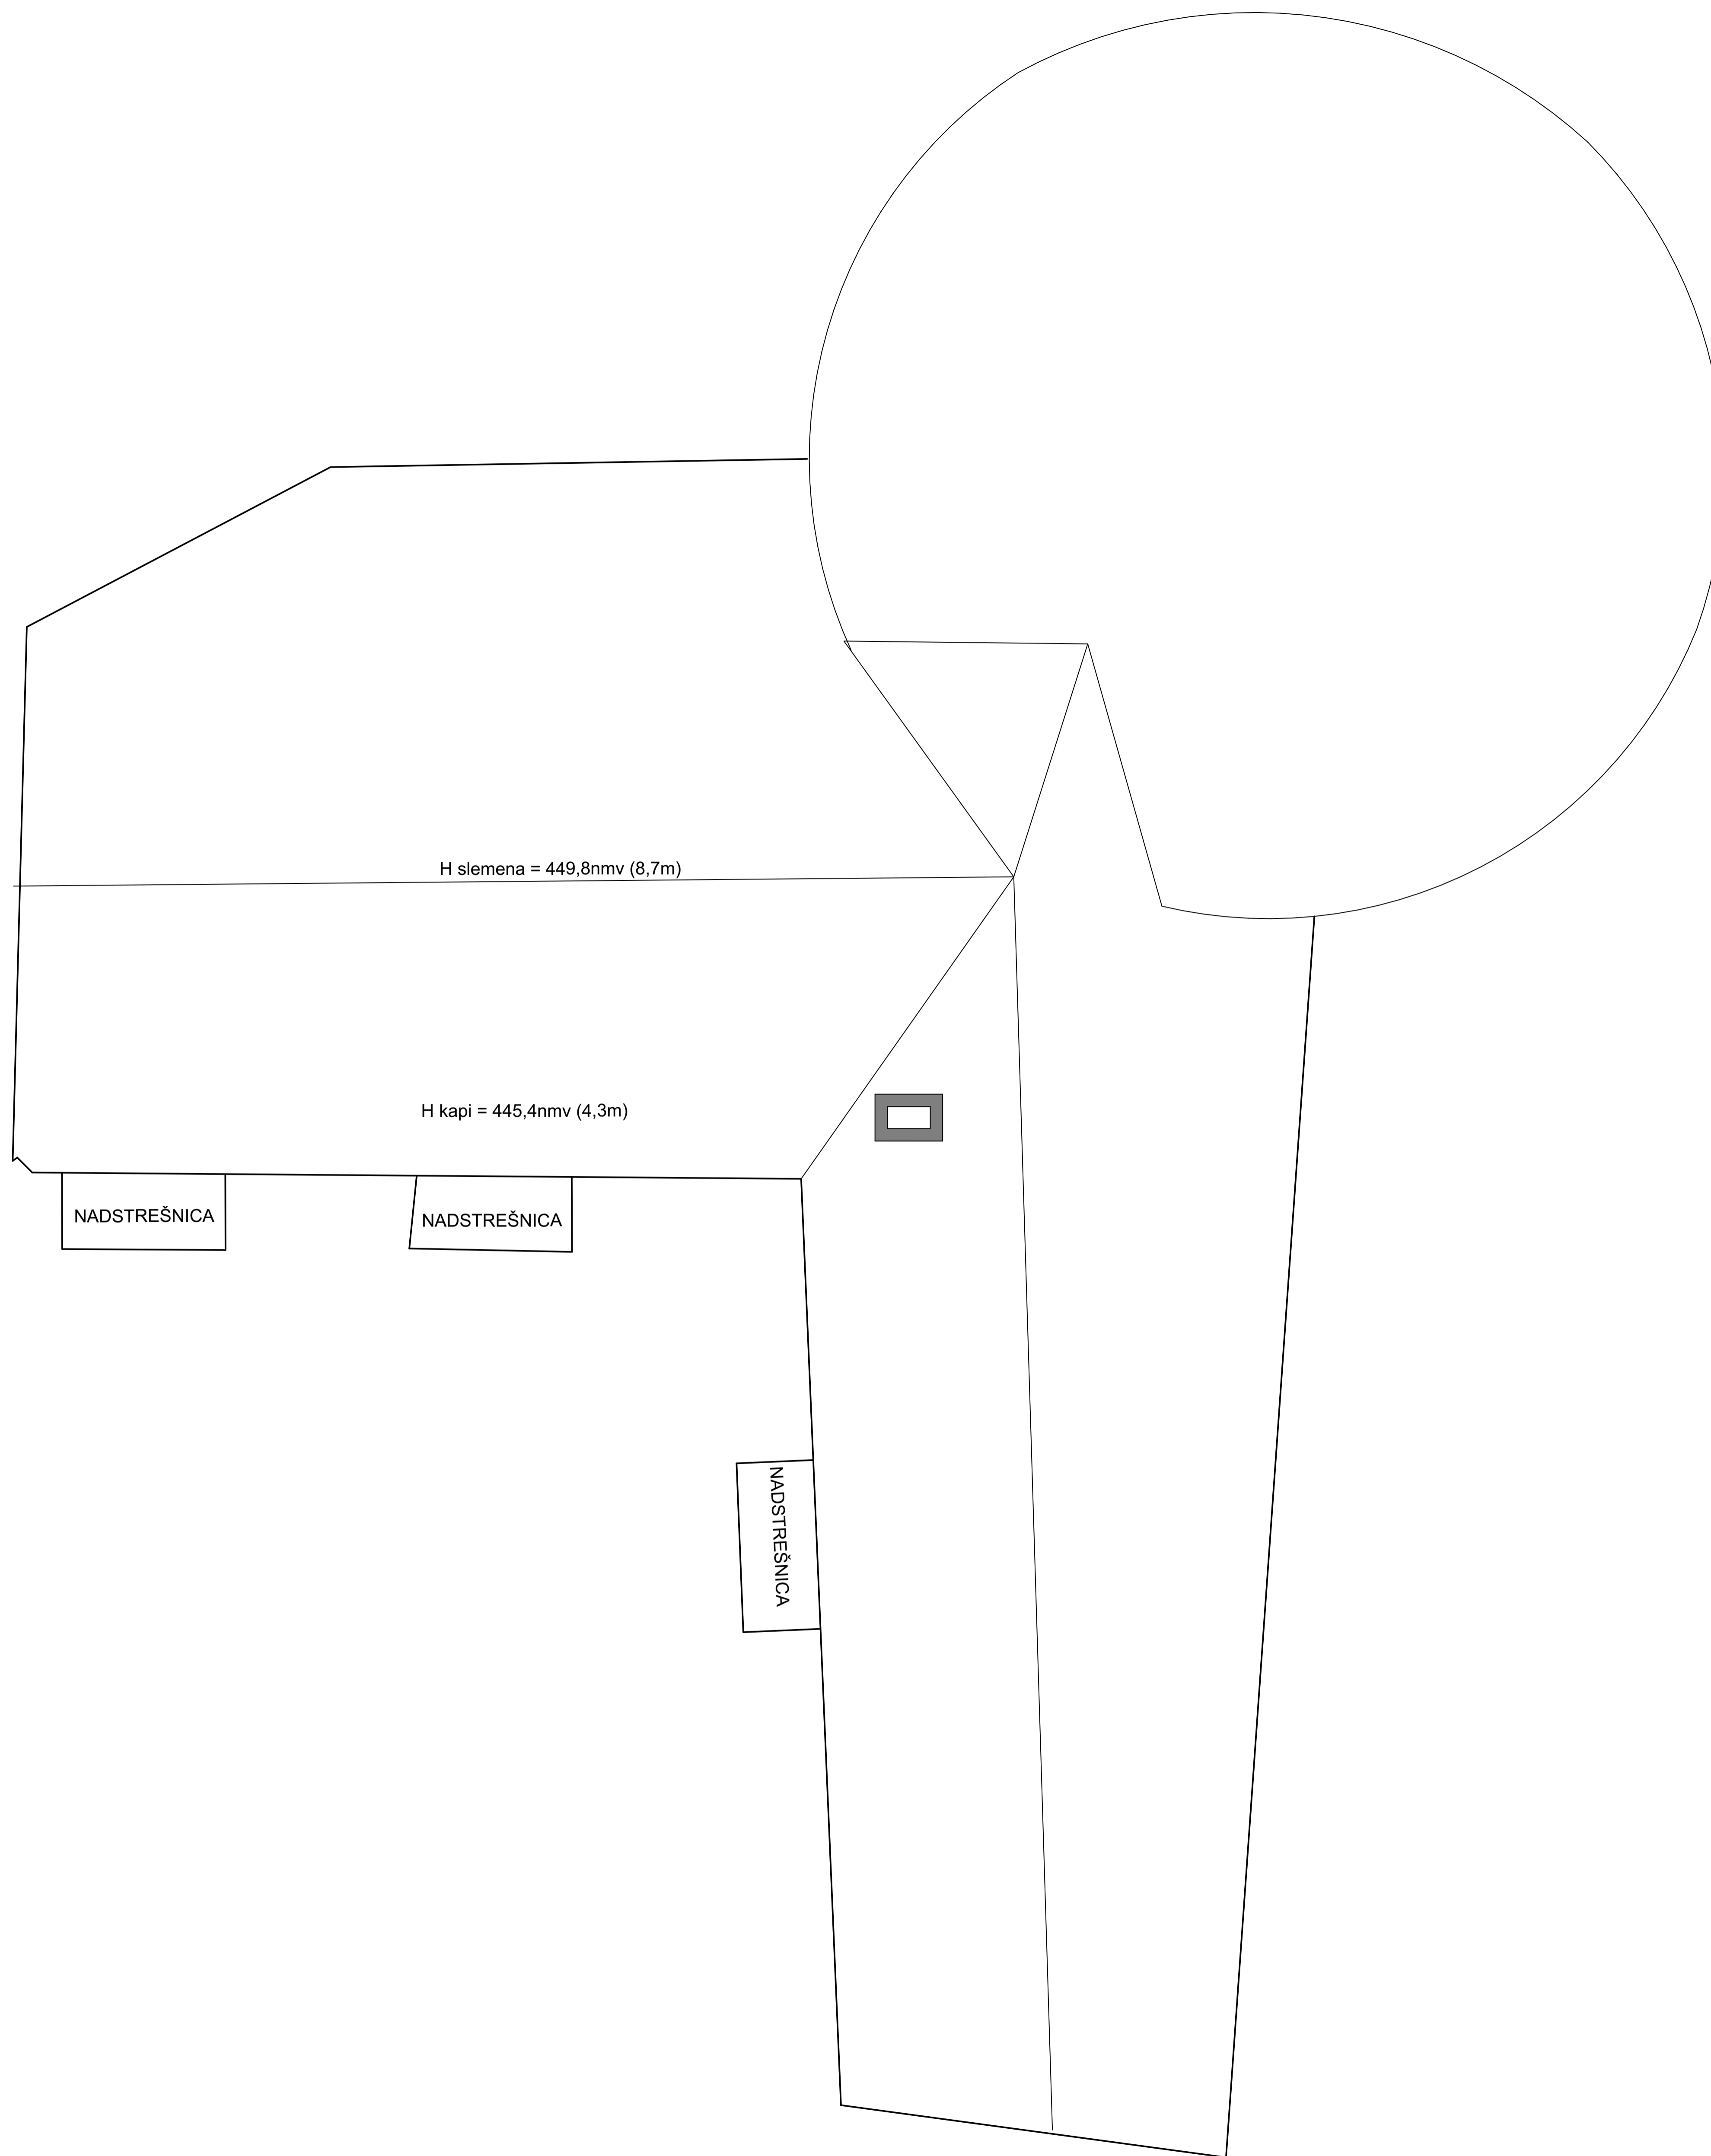 H slemena = 449,8nmv (8,7m)
H kapi = 445,4nmv (4,3m)
NADSTREŠNICA
NADSTREŠNICA
NADSTREŠNICA